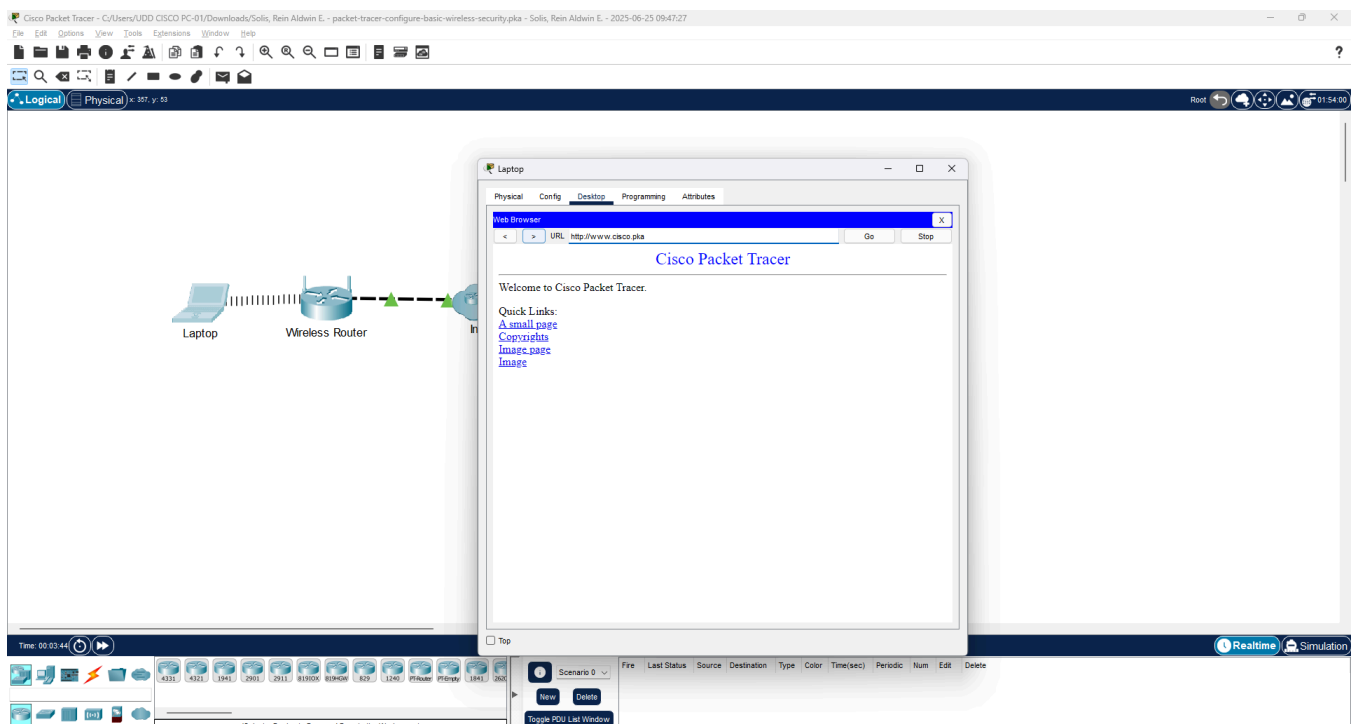 Cisco Packet Tracer - C:/Users/UDD CISCO PC-01/Downloads/Solis, Rein Aldwin E. - packet-tracer-configure-basic-wireless-security.pka - Solis, Rein Aldwin E. - 2025-06-25 09:47:27
File Edit Options View Tools Extensions Window Help
?
Logical Physical x: 357, y: 53 Root 01:54:00
Laptop
Physical Config Desktop Programming Attributes
Web Browser X
< > URL http://www.cisco.pka Go Stop
Cisco Packet Tracer
Welcome to Cisco Packet Tracer.
Quick Links:
A small page
Copyrights
Image page
Image
Laptop Wireless Router In
Top
Time: 00:03:44 Realtime Simulation
4331 4321 1941 2901 2911 819IOX 819HGW 829 1240 PT-Router PT-Empty 1841 262
Scenario 0 Fire Last Status Source Destination Type Color Time(sec) Periodic Num Edit Delete
New Delete
Toggle PDU List Window